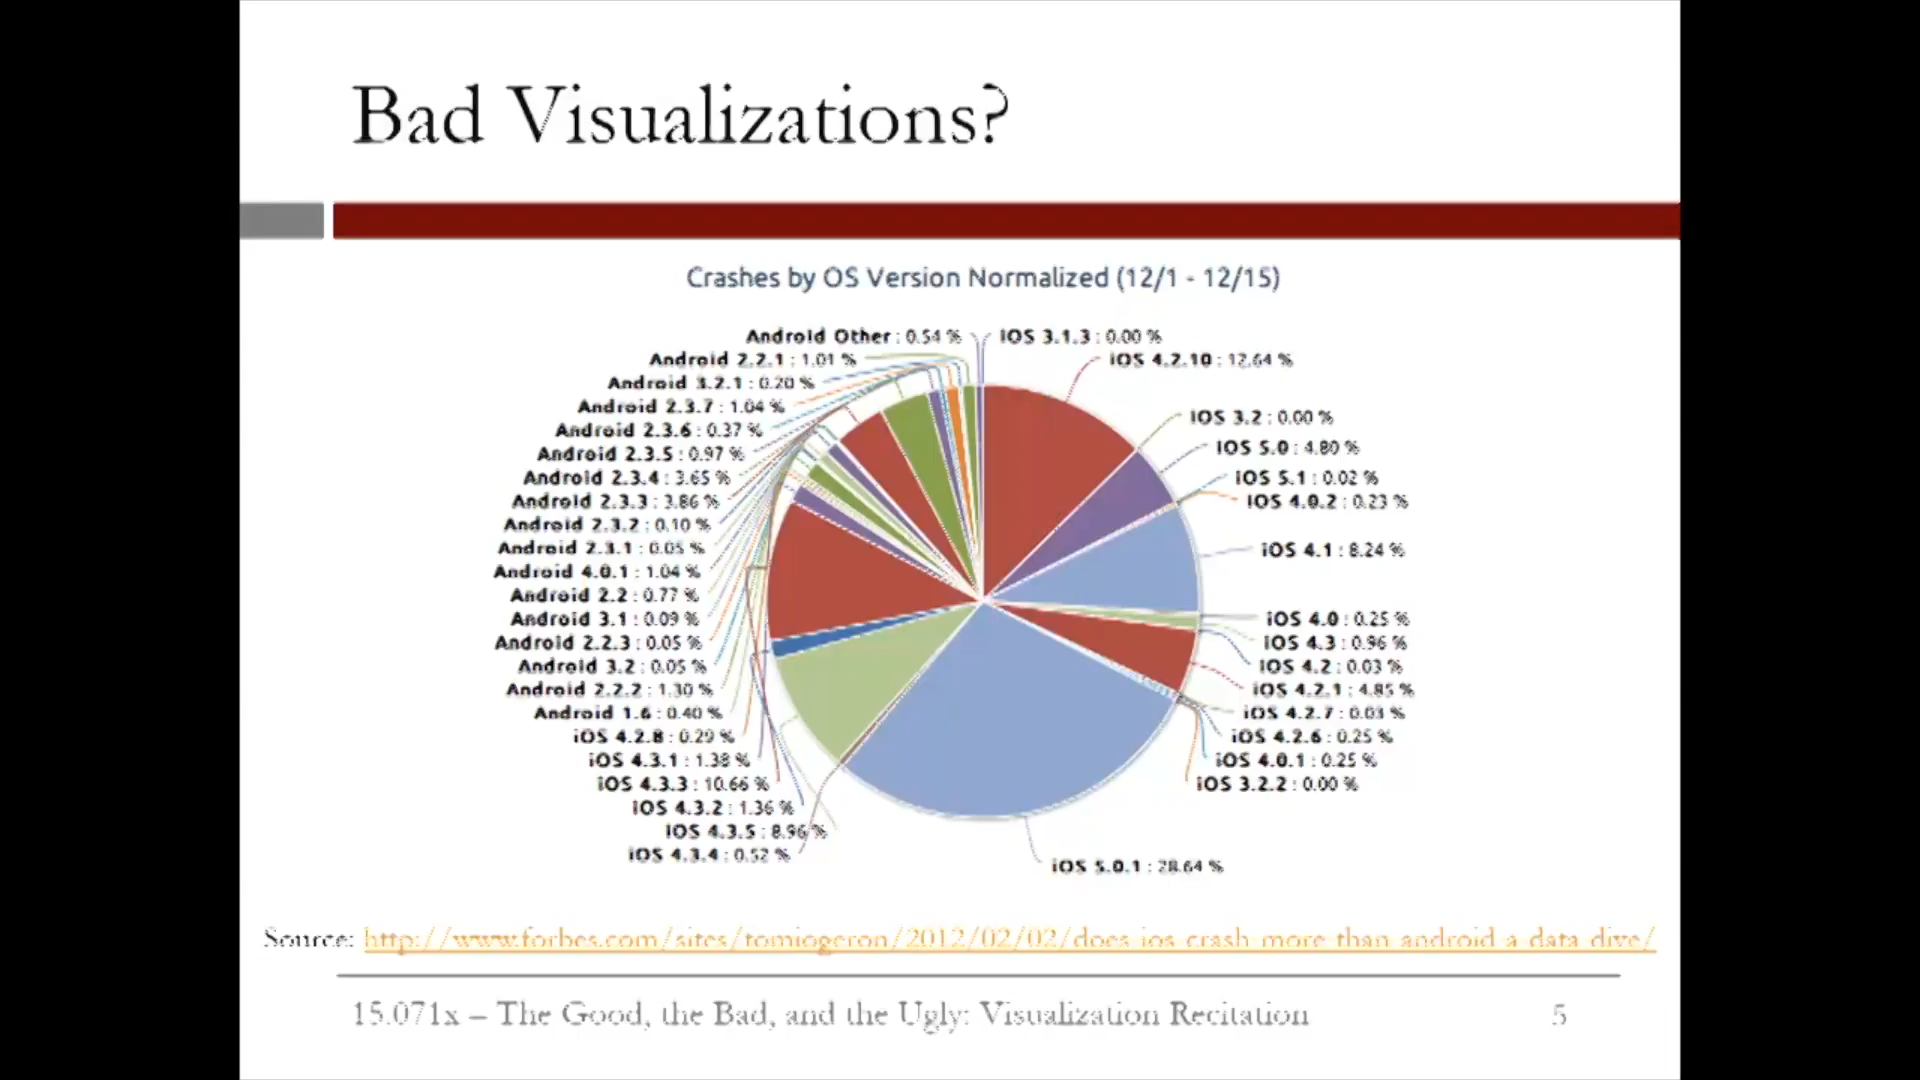 Bad Visualizations?
Crashes by OS Version Normalized (12/1 - 12/15)
Android Other : 0.54 %
iOS 3.1.3 : 0.00 %
Android 2.2.1 : 1.01 %
iOS 4.2.10 : 12.64 %
Android 3.2.1 : 0.20 %
Android 2.3.7 : 1.04 %
iOS 3.2 : 0.00 %
Android 2.3.6 : 0.37 %
iOS 5.0 : 4.80 %
Android 2.3.5 : 0.97 %
Android 2.3.4 : 3.65 %
iOS 5.1 : 0.02 %
Android 2.3.3 : 3.86 %
iOS 4.0.2 : 0.23 %
Android 2.3.2 : 0.10 %
Android 2.3.1 : 0.05 %
iOS 4.1 : 8.24 %
Android 4.0.1 : 1.04 %
Android 2.2 : 0.77 %
Android 3.1 : 0.09 %
iOS 4.0 : 0.25 %
Android 2.2.3 : 0.05 %
iOS 4.3 : 0.96 %
Android 3.2 : 0.05 %
iOS 4.2 : 0.03 %
Android 2.2.2 : 1.30 %
iOS 4.2.1 : 4.85 %
Android 1.6 : 0.40 %
iOS 4.2.7 : 0.03 %
iOS 4.2.8 : 0.29 %
iOS 4.2.6 : 0.25 %
iOS 4.3.1 : 1.38 %
iOS 4.0.1 : 0.25 %
iOS 4.3.3 : 10.66 %
iOS 3.2.2 : 0.00 %
iOS 4.3.2 : 1.36 %
iOS 4.3.5 : 8.96 %
iOS 4.3.4 : 0.52 %
iOS 5.0.1 : 28.64 %
Source: http://www.forbes.com/sites/tomiogeron/2012/02/02/does-ios-crash-more-than-android-a-data-dive/
15.071x – The Good, the Bad, and the Ugly: Visualization Recitation
5